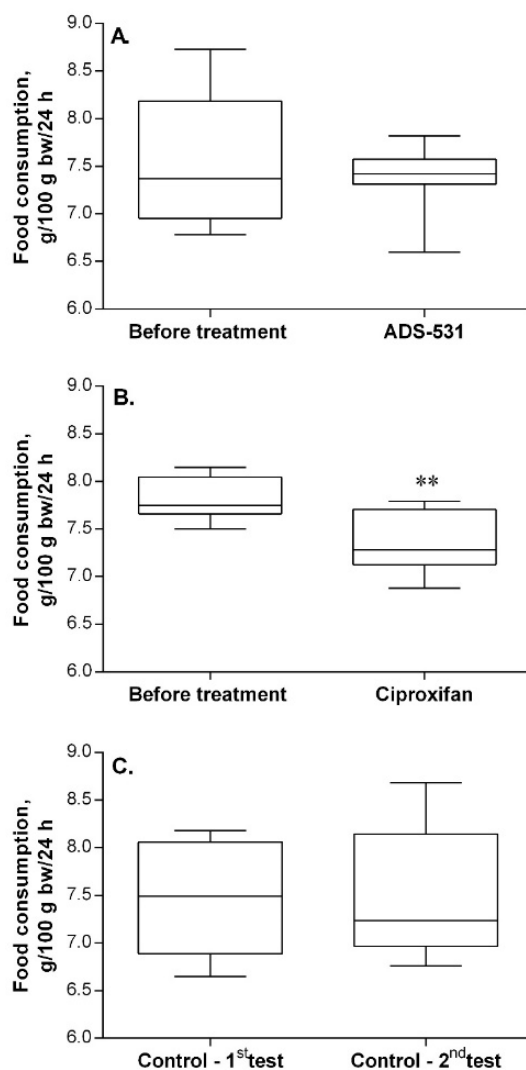 A.
Food consumption,
g/100 g bw/24 h
9.0
8.5
8.0
7.5
7.0
6.5
6.0
Before treatment ADS-531
B.
Food consumption,
g/100 g bw/24 h
9.0
8.5
8.0
7.5
7.0
6.5
6.0
**
Before treatment Ciproxifan
C.
Food consumption,
g/100 g bw/24 h
9.0
8.5
8.0
7.5
7.0
6.5
6.0
Control - 1st test Control - 2nd test